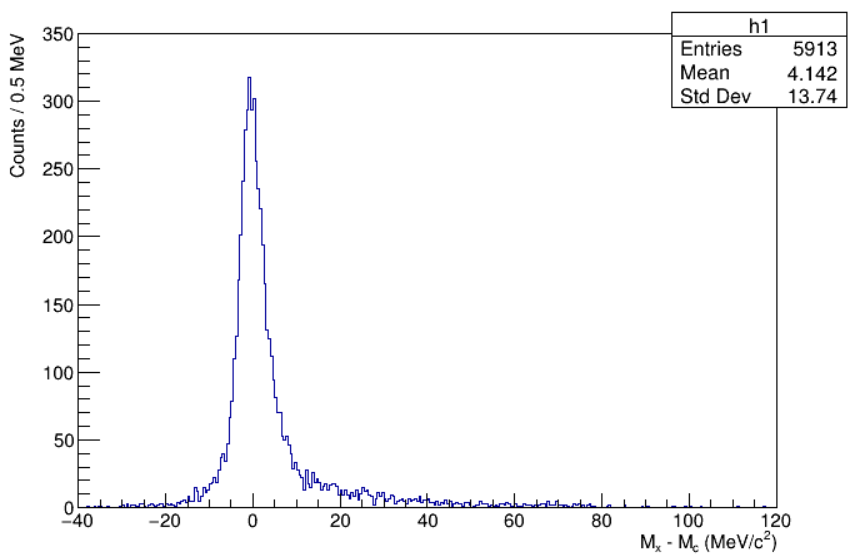 h1
Entries 5913
Mean 4.142
Std Dev 13.74
Counts / 0.5 MeV
350
300
250
200
150
100
50
0
−40 −20 0 20 40 60 80 100 120
Mₓ - M_c (MeV/c²)